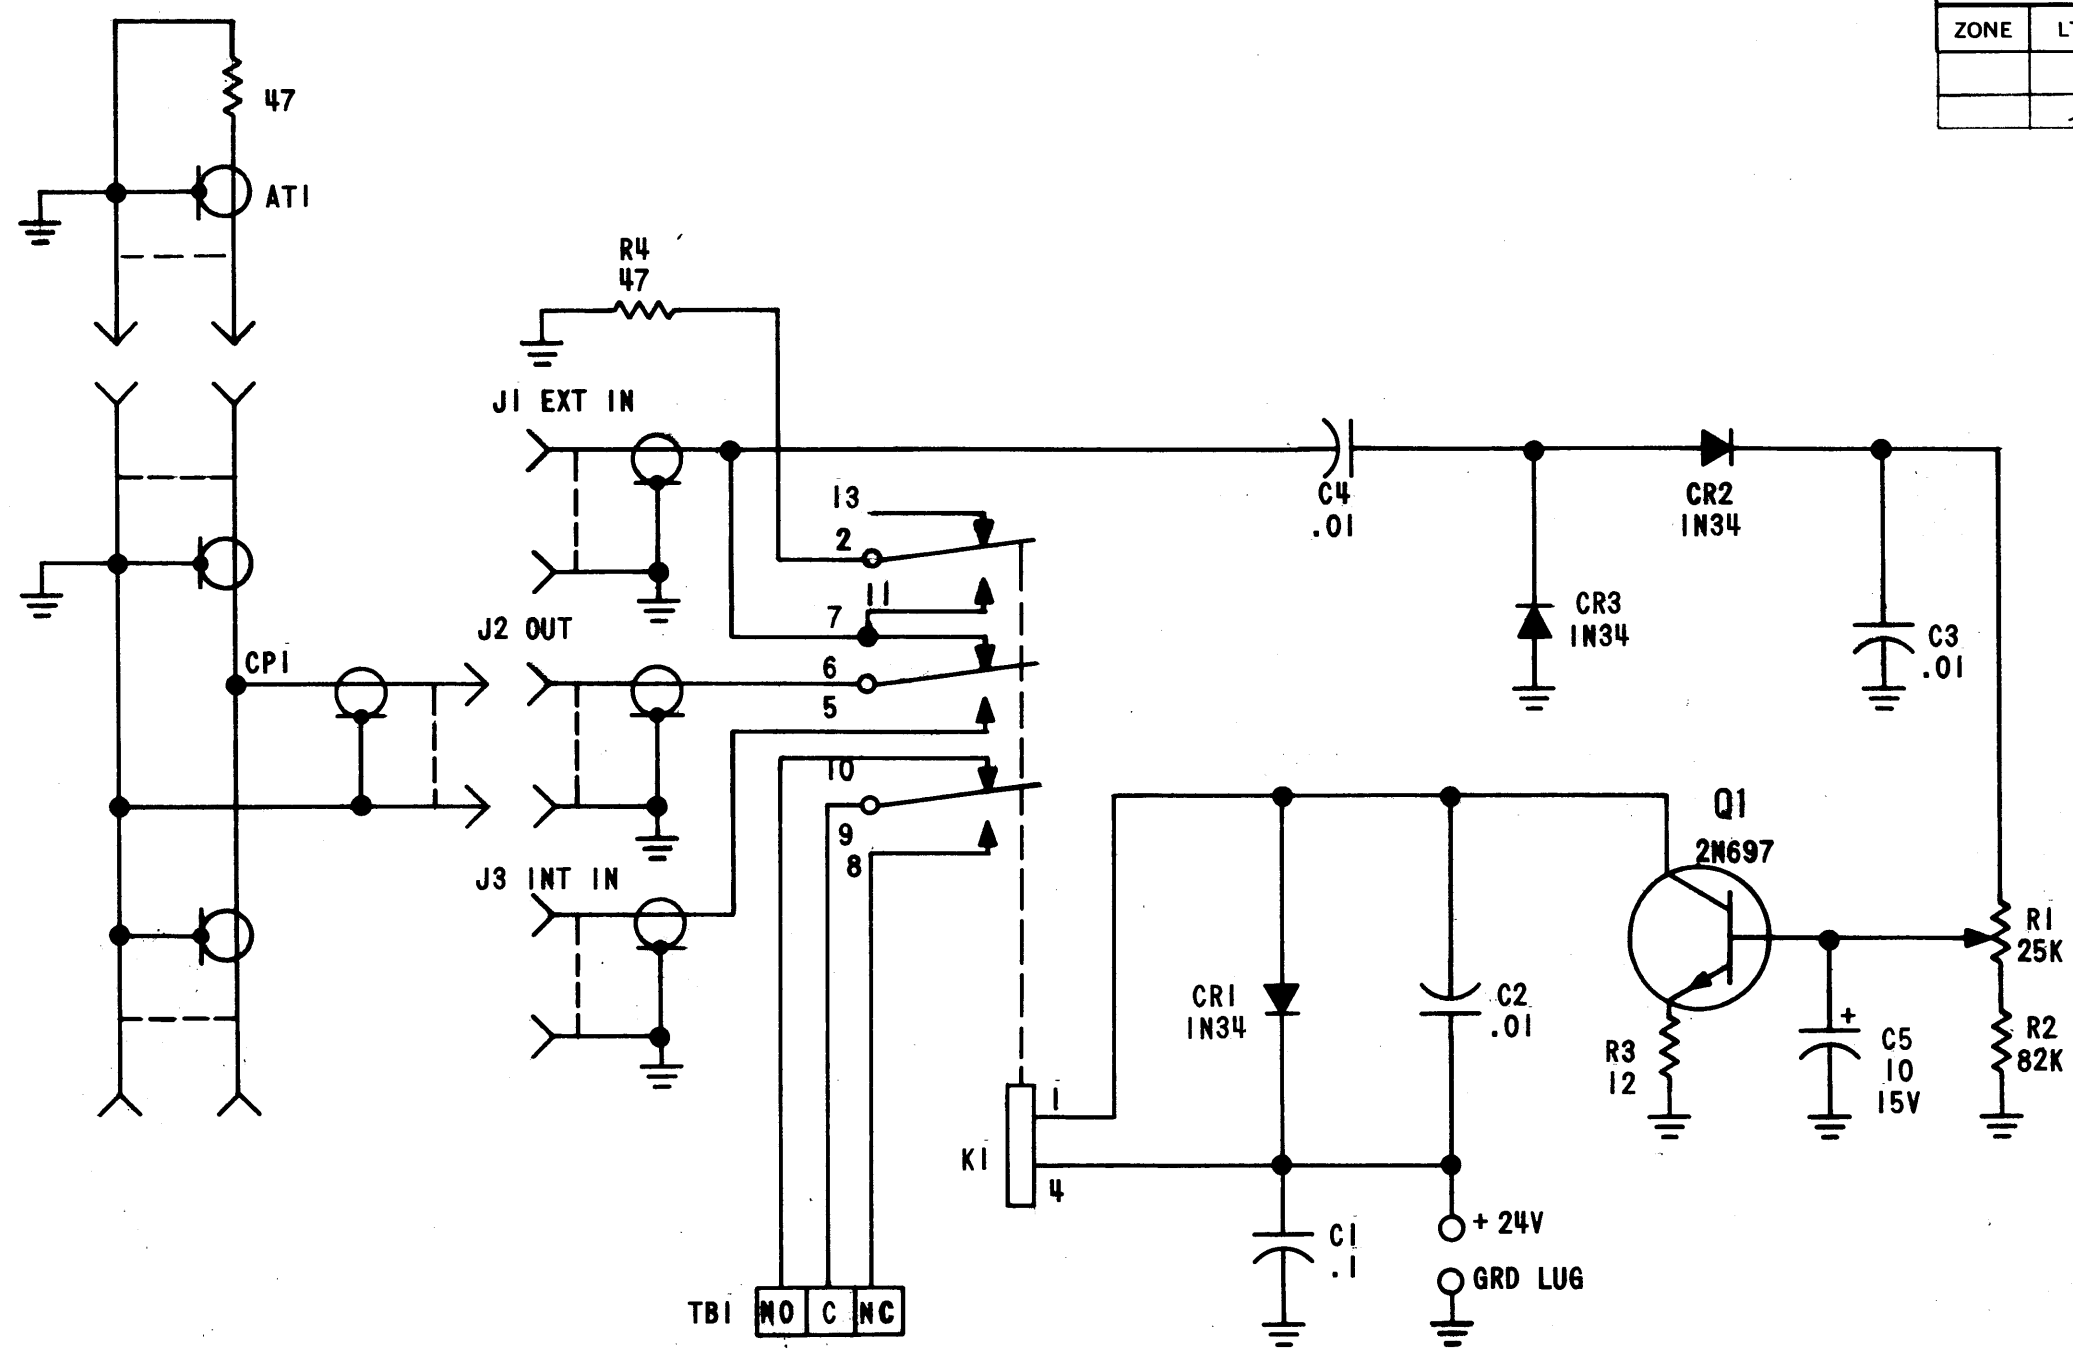 ZONE
47
AT1
R4
47
J1 EXT IN
13
2
11
7
C4
.01
CR2
1N34
CR3
1N34
C3
.01
J2 OUT
CP1
6
5
10
9
8
J3 INT IN
Q1
2N697
R1
25K
CR1
1N34
C2
.01
R3
12
+
C5
10
15V
R2
82K
1
K1
4
+24V
C1
.1
GRD LUG
TB1 NO C NC